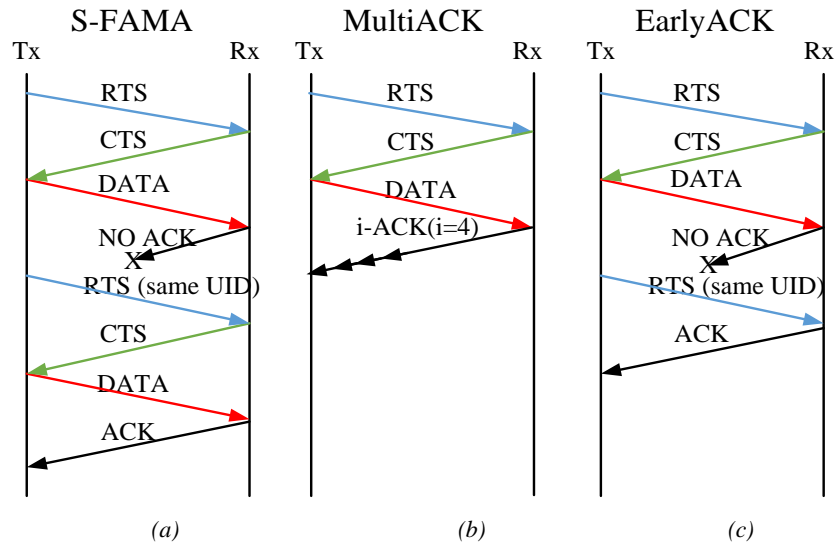 S-FAMA
MultiACK
EarlyACK
Tx
Rx
Tx
Rx
Tx
Rx
RTS
CTS
DATA
NO ACK
X
RTS (same UID)
CTS
DATA
ACK
RTS
CTS
DATA
i-ACK(i=4)
RTS
CTS
DATA
NO ACK
X
RTS (same UID)
ACK
(a)
(b)
(c)